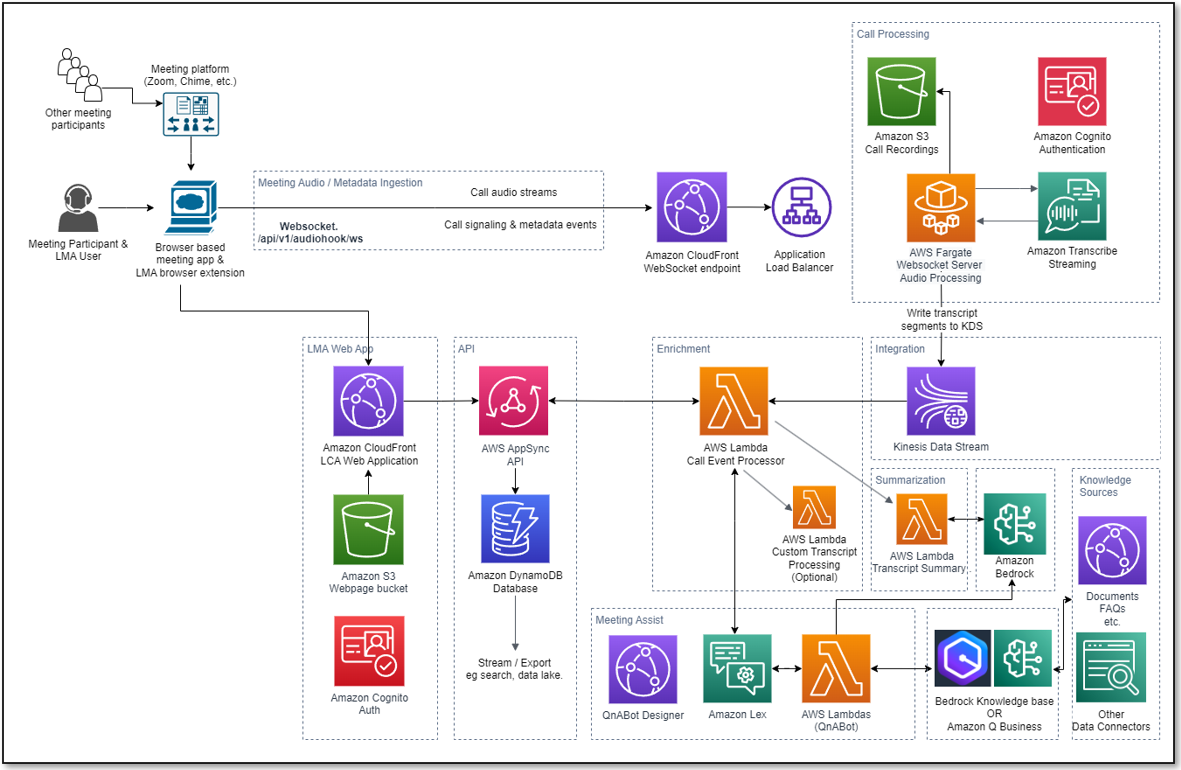 Call Processing
Meeting platform
(Zoom, Chime, etc.)
Other meeting
participants
Amazon S3
Call Recordings
Amazon Cognito
Authentication
Meeting Audio / Metadata Ingestion
Call audio streams
Websocket.
/api/v1/audiohook/ws
Call signaling & metadata events
Meeting Participant &
LMA User
Browser based
meeting app &
LMA browser extension
Amazon CloudFront
WebSocket endpoint
Application
Load Balancer
AWS Fargate
Websocket Server
Audio Processing
Amazon Transcribe
Streaming
Write transcript
segments to KDS
LMA Web App
API
Enrichment
Integration
Amazon CloudFront
LCA Web Application
AWS AppSync
API
AWS Lambda
Call Event Processor
Kinesis Data Stream
Summarization
Knowledge
Sources
AWS Lambda
Custom Transcript
Processing
(Optional)
AWS Lambda
Transcript Summary
Amazon
Bedrock
Amazon S3
Webpage bucket
Amazon DynamoDB
Database
Documents
FAQs
etc.
Meeting Assist
Stream / Export
eg search, data lake.
Amazon Cognito
Auth
QnABot Designer
Amazon Lex
AWS Lambdas
(QnABot)
Bedrock Knowledge base
OR
Amazon Q Business
Other
Data Connectors